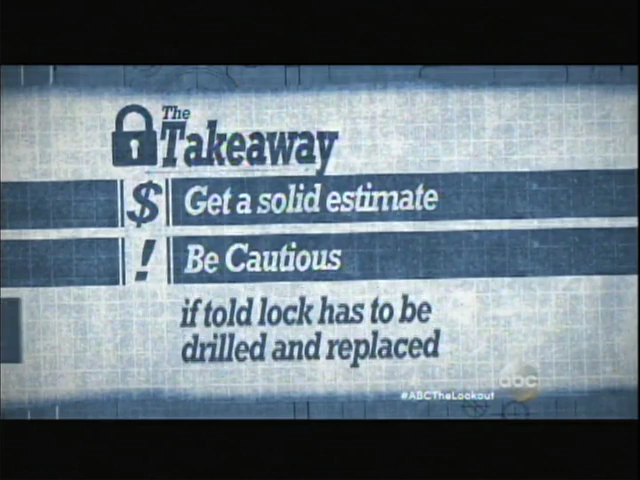 The
Takeaway
$ Get a solid estimate
! Be Cautious
if told lock has to be
drilled and replaced
abc
#ABCTheLookout